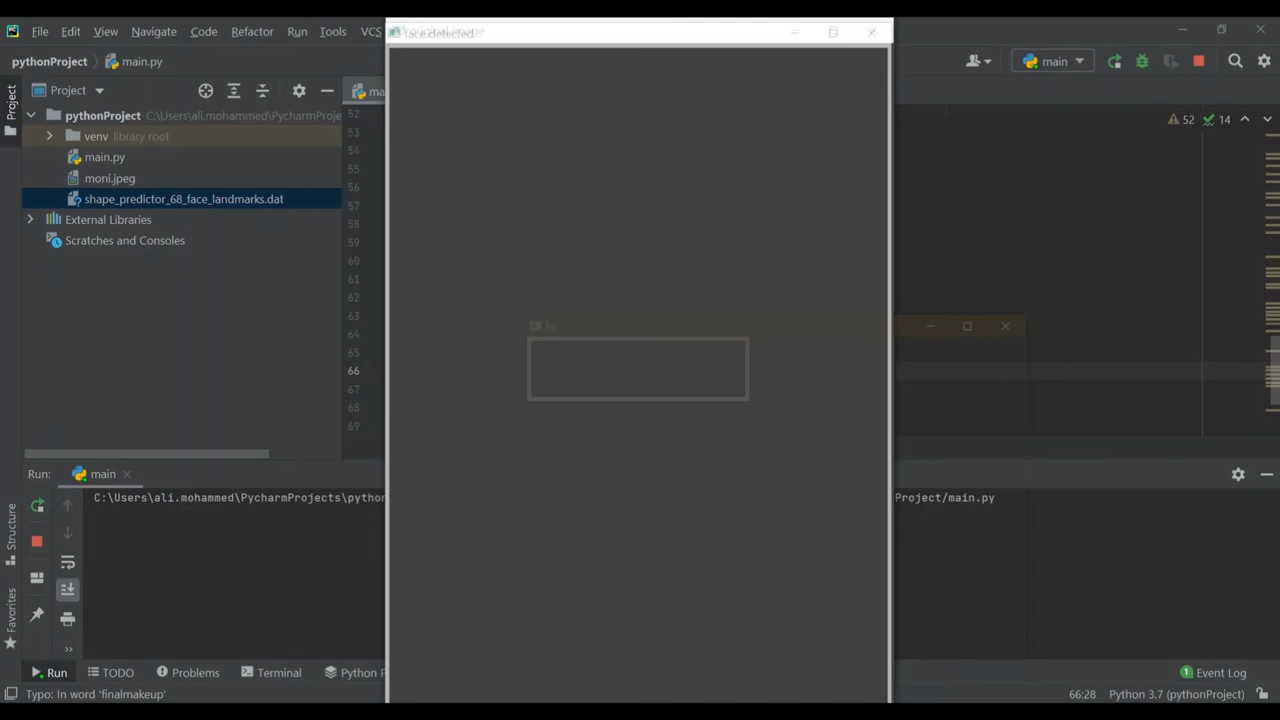 File Edit View Navigate Code Refactor Run Tools VCS
face detected
pythonProject main.py
main
Project
Project
pythonProject C:\Users\ali.mohammed\PycharmProje
venv library root
main.py
moni.jpeg
shape_predictor_68_face_landmarks.dat
External Libraries
Scratches and Consoles
52
53
54
55
56
57
58
59
60
61
62
63
64
65
66
67
68
69
52 14
Run: main
C:\Users\ali.mohammed\PycharmProjects\python
Project/main.py
Structure
Favorites
Run TODO Problems Terminal Python P
1 Event Log
Typo: In word 'finalmakeup'
66:28 Python 3.7 (pythonProject)